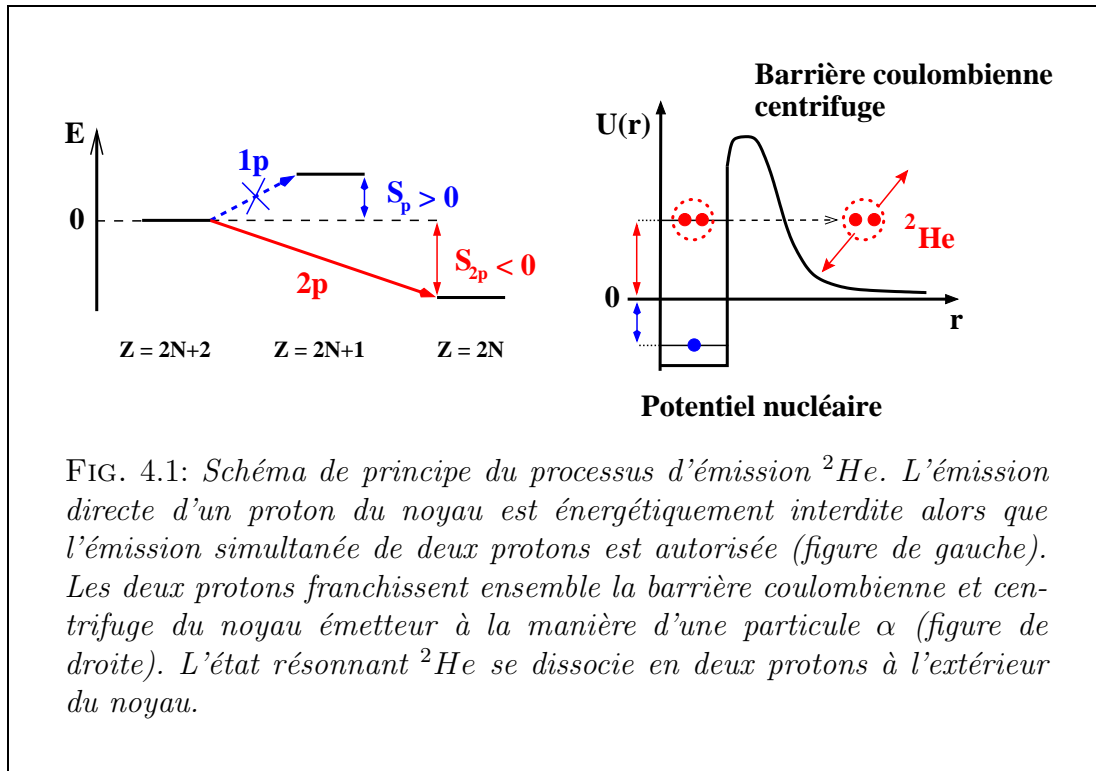 Barrière coulombienne
centrifuge
E
U(r)
1p
S_p > 0
0
2p
S_{2p} < 0
²He
0
r
Z = 2N+2
Z = 2N+1
Z = 2N
Potentiel nucléaire
FIG. 4.1: Schéma de principe du processus d'émission ²He. L'émission
directe d'un proton du noyau est énergétiquement interdite alors que
l'émission simultanée de deux protons est autorisée (figure de gauche).
Les deux protons franchissent ensemble la barrière coulombienne et cen-
trifuge du noyau émetteur à la manière d'une particule α (figure de
droite). L'état résonnant ²He se dissocie en deux protons à l'extérieur
du noyau.